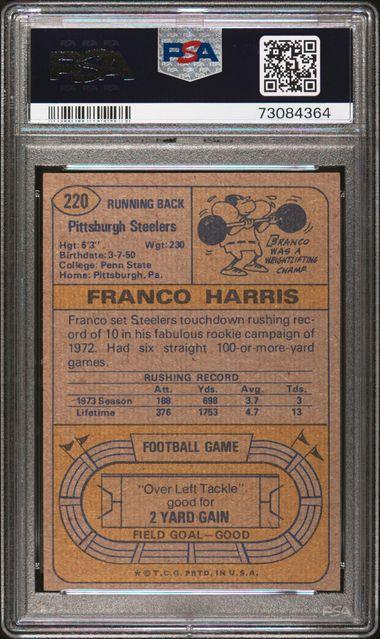 PSA
PSA
73084364
220
RUNNING BACK
Pittsburgh Steelers
Hgt: 6'3" Wgt: 230
Birthdate: 3-7-50
College: Penn State
Home: Pittsburgh, Pa.
FRANCO
WAS A
WEIGHTLIFTING
CHAMP.
FRANCO HARRIS
Franco set Steelers touchdown rushing rec-
ord of 10 in his fabulous rookie campaign of
1972. Had six straight 100-or-more-yard
games.
RUSHING RECORD
Att. Yds. Avg. Tds.
1973 Season 188 698 3.7 3
Lifetime 376 1753 4.7 13
FOOTBALL GAME
"Over Left Tackle"
good for
2 YARD GAIN
FIELD GOAL—GOOD
* © T.C.G. PRTD. IN U.S.A.
PSA